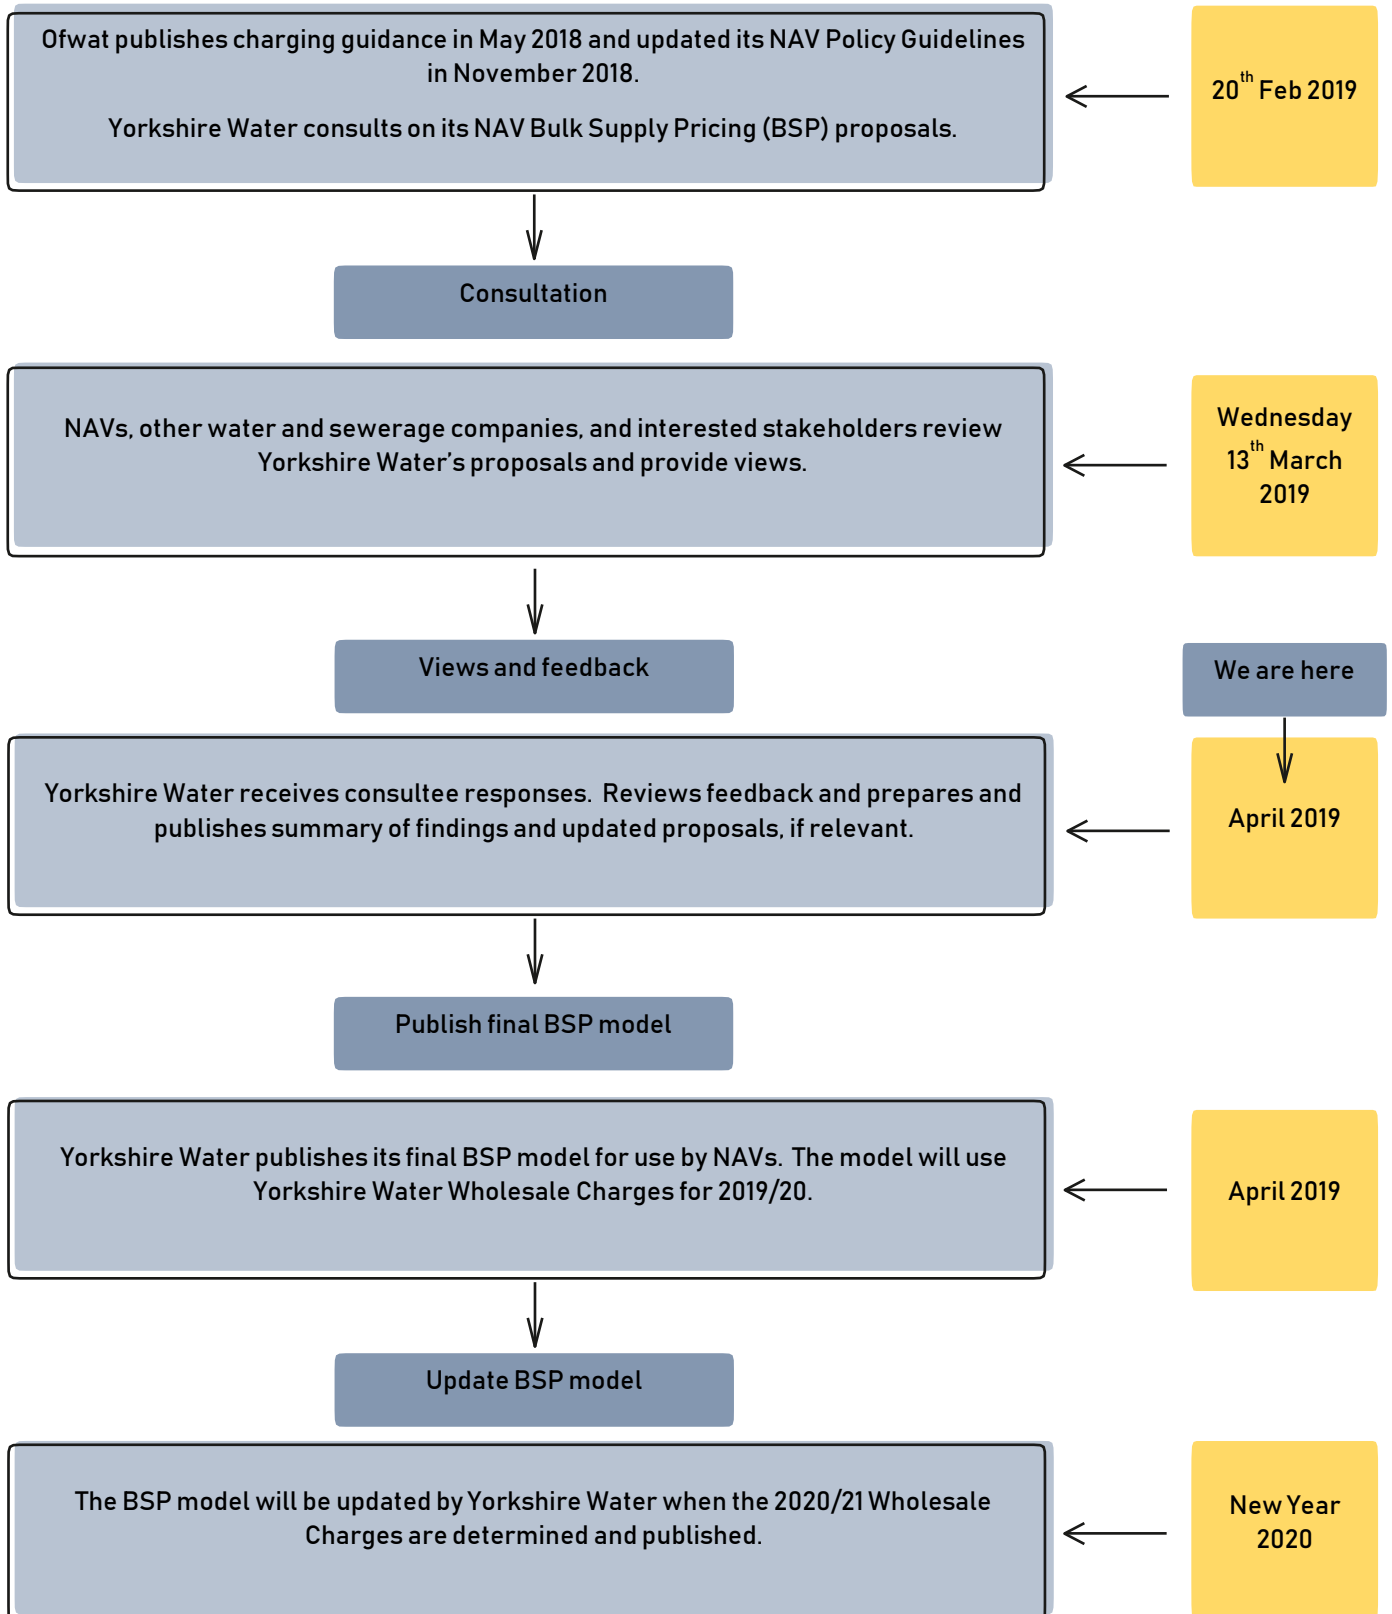 Ofwat publishes charging guidance in May 2018 and updated its NAV Policy Guidelines
in November 2018.
Yorkshire Water consults on its NAV Bulk Supply Pricing (BSP) proposals.
20th Feb 2019
Consultation
NAVs, other water and sewerage companies, and interested stakeholders review
Yorkshire Water's proposals and provide views.
Wednesday
13th March
2019
Views and feedback
We are here
Yorkshire Water receives consultee responses. Reviews feedback and prepares and
publishes summary of findings and updated proposals, if relevant.
April 2019
Publish final BSP model
Yorkshire Water publishes its final BSP model for use by NAVs. The model will use
Yorkshire Water Wholesale Charges for 2019/20.
April 2019
Update BSP model
The BSP model will be updated by Yorkshire Water when the 2020/21 Wholesale
Charges are determined and published.
New Year
2020